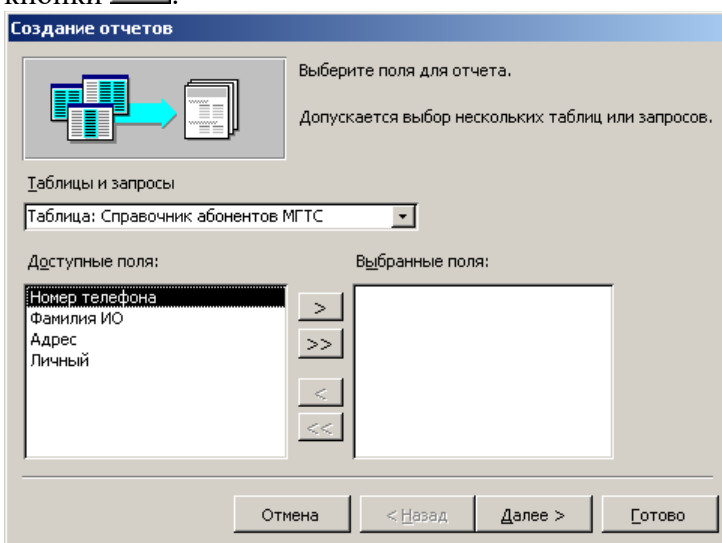 кнопки .
Создание отчетов
Выберите поля для отчета.
Допускается выбор нескольких таблиц или запросов.
Таблицы и запросы
Таблица: Справочник абонентов МГТС
Доступные поля:
Выбранные поля:
Номер телефона
Фамилия ИО
Адрес
Личный
>
>>
<
<<
Отмена
< Назад
Далее >
Готово